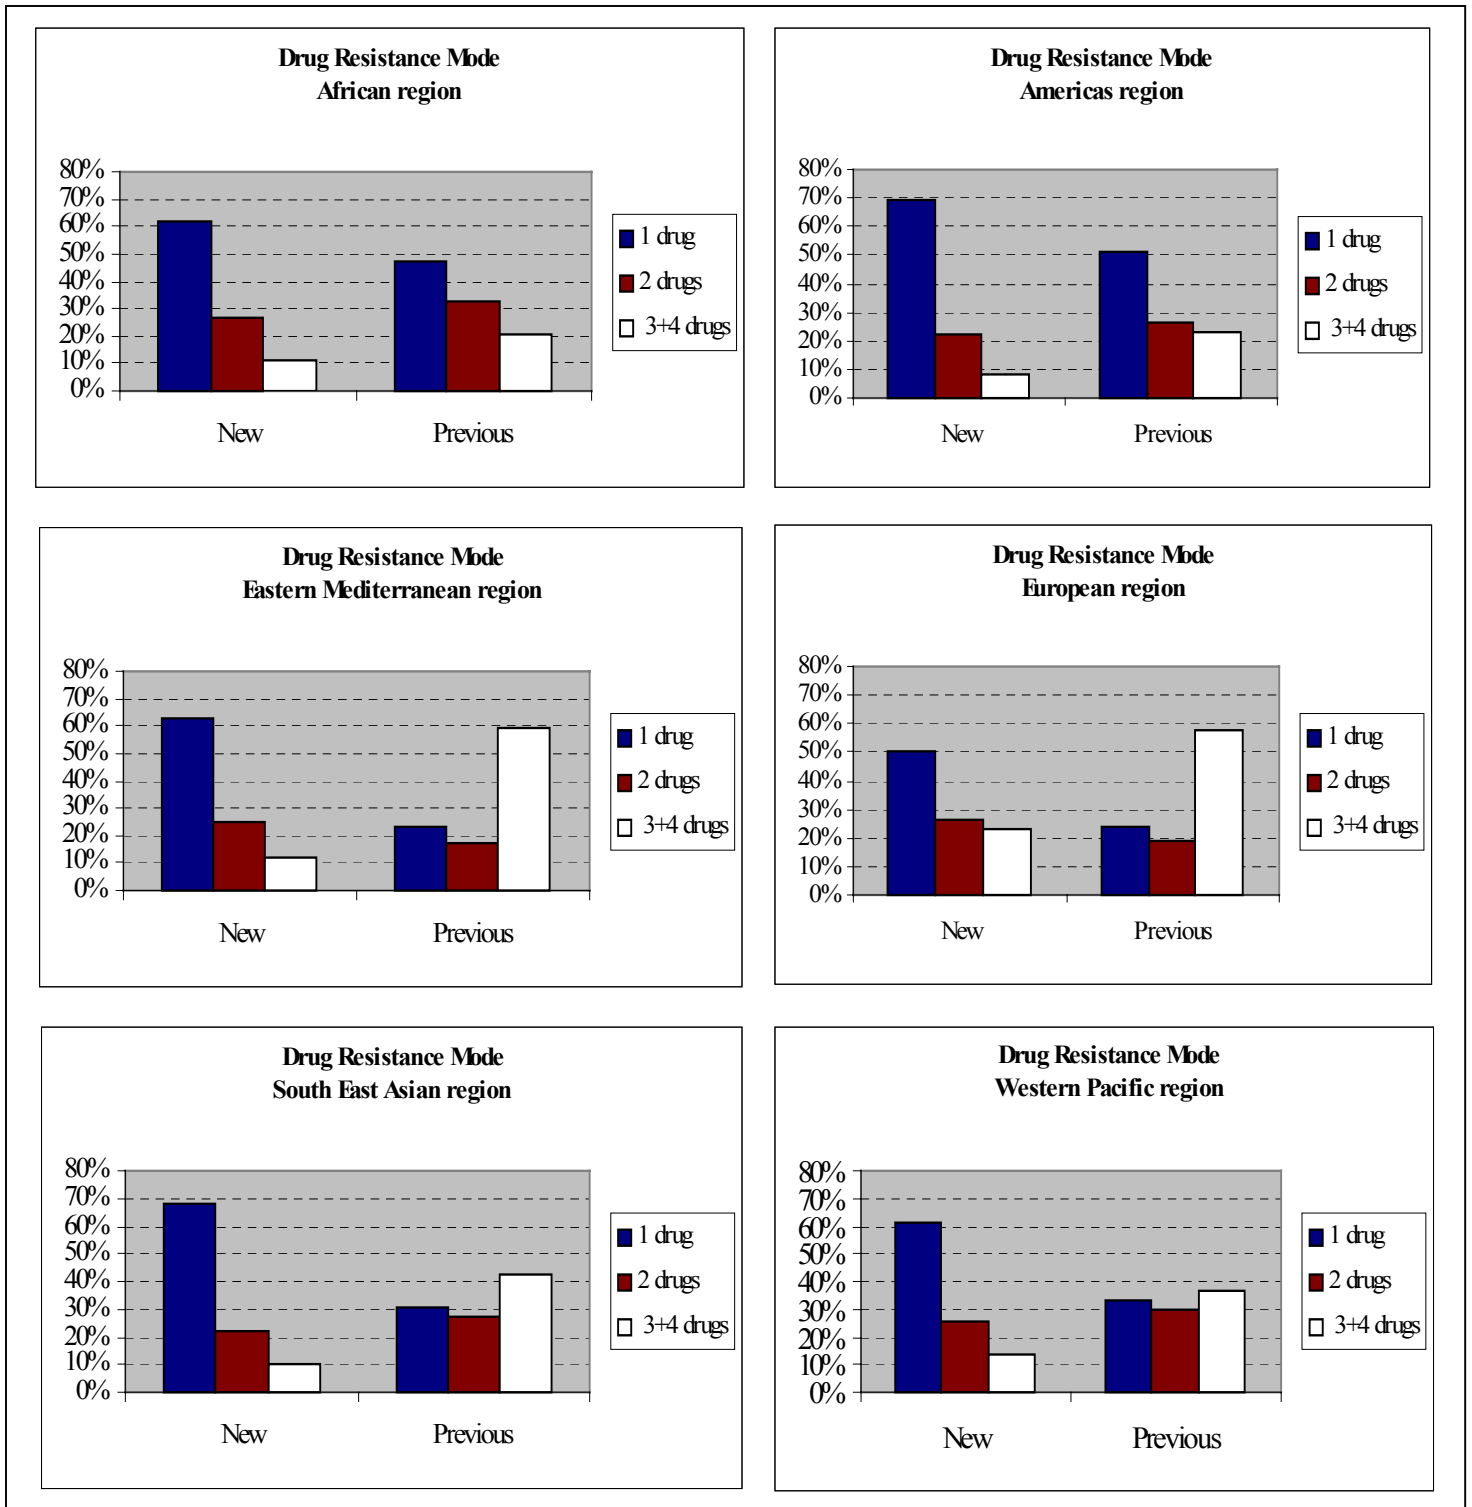 Drug Resistance Mode
African region
80%
70%
60%
50%
40%
30%
20%
10%
0%
New Previous
1 drug
2 drugs
3+4 drugs
Drug Resistance Mode
Americas region
80%
70%
60%
50%
40%
30%
20%
10%
0%
New Previous
1 drug
2 drugs
3+4 drugs
Drug Resistance Mode
Eastern Mediterranean region
80%
70%
60%
50%
40%
30%
20%
10%
0%
New Previous
1 drug
2 drugs
3+4 drugs
Drug Resistance Mode
European region
80%
70%
60%
50%
40%
30%
20%
10%
0%
New Previous
1 drug
2 drugs
3+4 drugs
Drug Resistance Mode
South East Asian region
80%
70%
60%
50%
40%
30%
20%
10%
0%
New Previous
1 drug
2 drugs
3+4 drugs
Drug Resistance Mode
Western Pacific region
80%
70%
60%
50%
40%
30%
20%
10%
0%
New Previous
1 drug
2 drugs
3+4 drugs